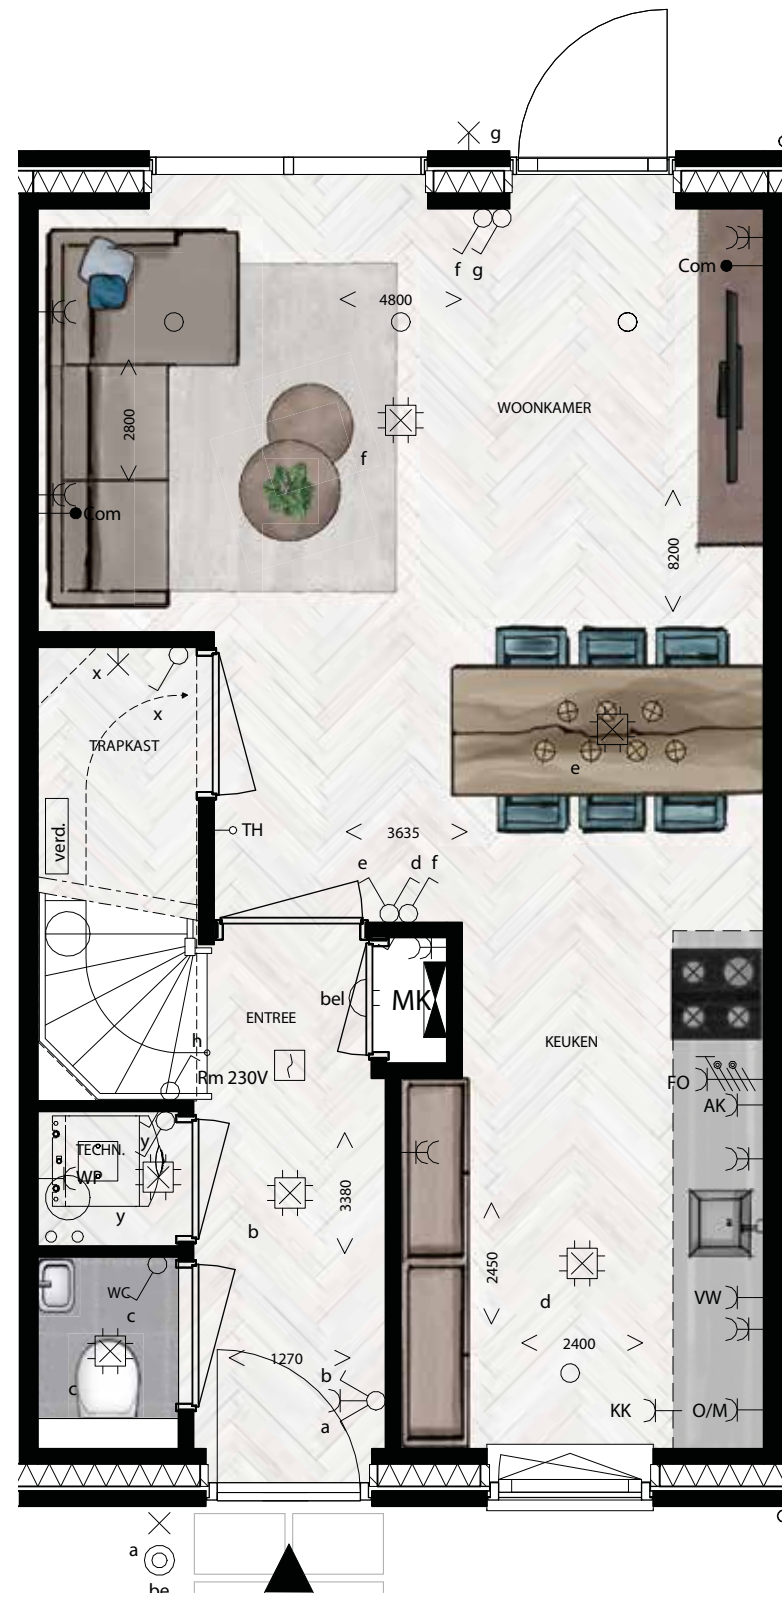 g
f g
Com
4800
WOONKAMER
2800
f
Com
8200
x
x
TRAPKAST
e
verd.
TH
3635
e d f
bel
MK
ENTREE
h
KEUKEN
Rm 230V
FO
AK
TECHN.
y
WP
y
3380
b
2450
WC
c
d
VW
1270
2400
c
b
a
KK
O/M
a
be